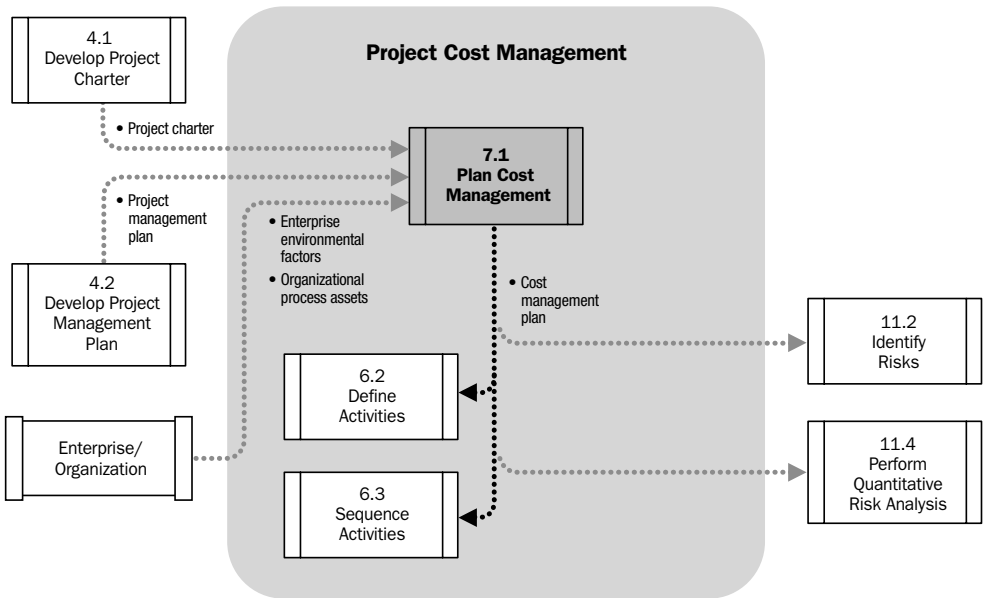 Project Cost Management
4.1
Develop Project
Charter
• Project charter
7.1
Plan Cost
Management
• Project
management
plan
• Enterprise
environmental
factors
• Organizational
process assets
4.2
Develop Project
Management
Plan
• Cost
management
plan
11.2
Identify
Risks
6.2
Define
Activities
Enterprise/
Organization
11.4
Perform
Quantitative
Risk Analysis
6.3
Sequence
Activities